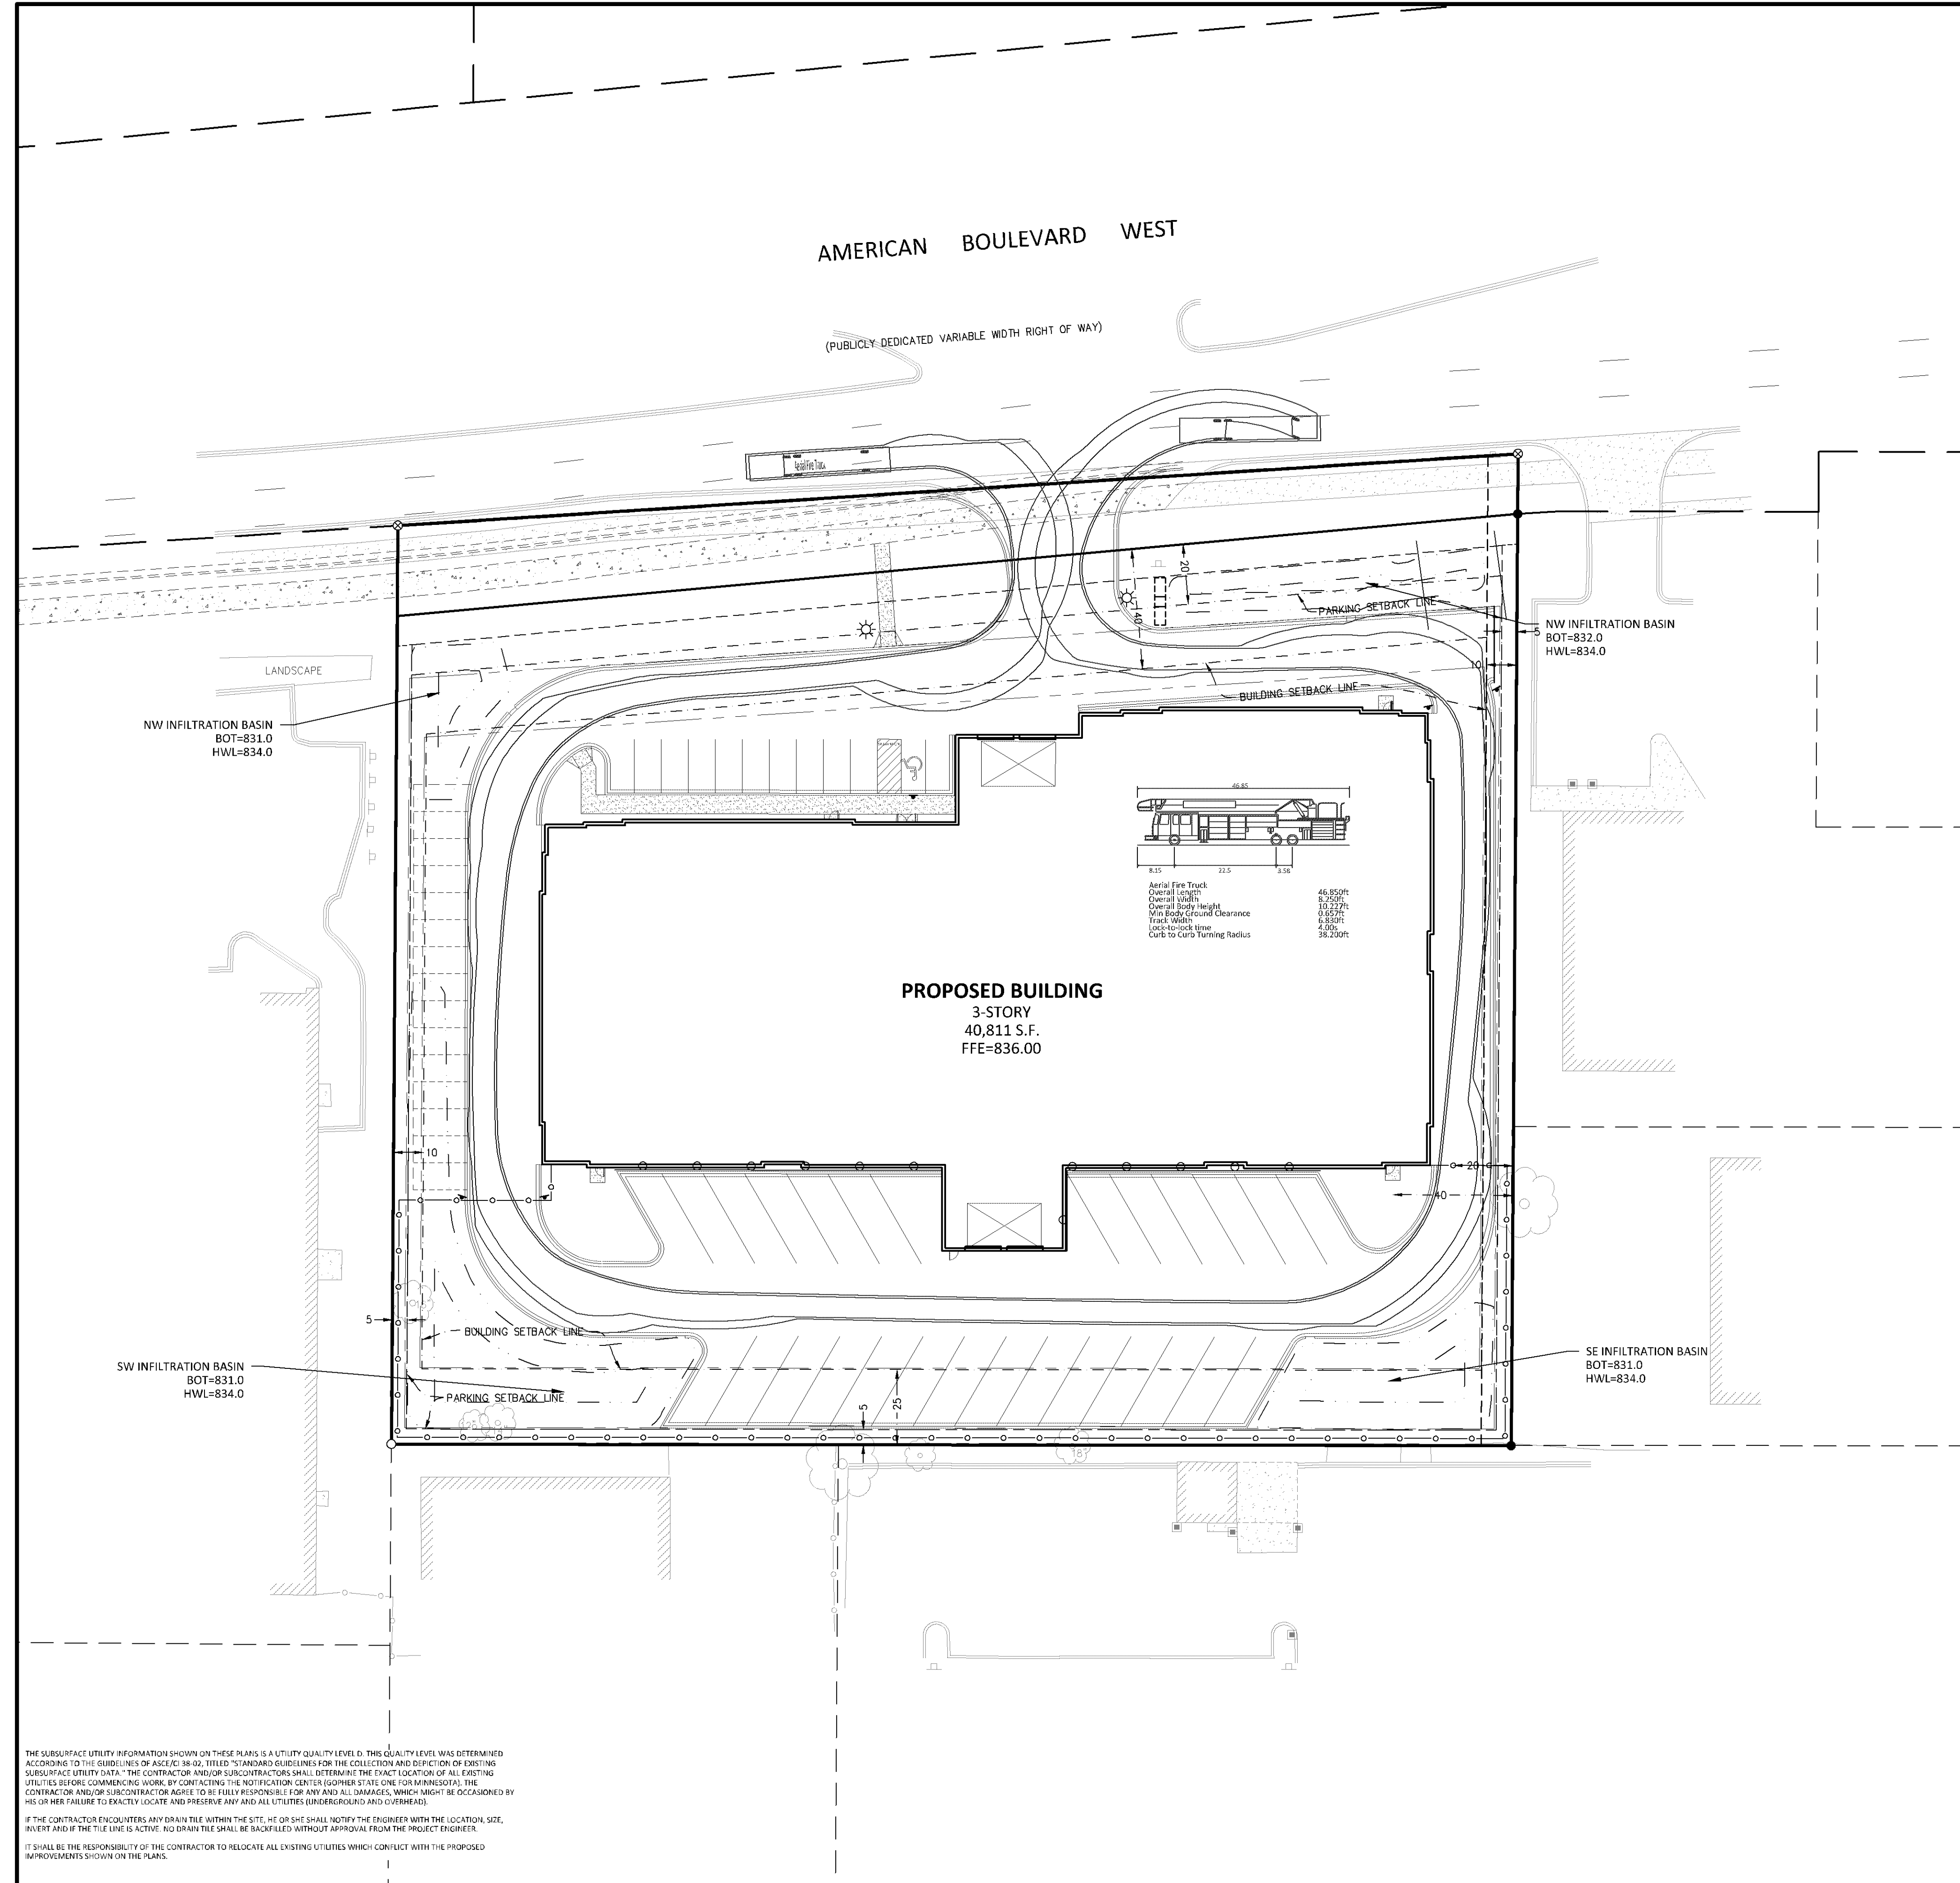 AMERICAN BOULEVARD WEST
(PUBLICLY DEDICATED VARIABLE WIDTH RIGHT OF WAY)
Aerial Fire Truck
20
40
PARKING SETBACK LINE
5
NW INFILTRATION BASIN
BOT=832.0
HWL=834.0
10
LANDSCAPE
BUILDING SETBACK LINE
NW INFILTRATION BASIN
BOT=831.0
HWL=834.0
46.85
8.15
22.5
3.58
Aerial Fire Truck
Overall Length 46.850ft
Overall Width 8.250ft
Overall Body Height 10.227ft
Min Body Ground Clearance 0.657ft
Track Width 6.830ft
Lock-to-lock time 4.00s
Curb to Curb Turning Radius 38.200ft
PROPOSED BUILDING
3-STORY
40,811 S.F.
FFE=836.00
10
20
40
5
BUILDING SETBACK LINE
SW INFILTRATION BASIN
BOT=831.0
HWL=834.0
SE INFILTRATION BASIN
BOT=831.0
HWL=834.0
PARKING SETBACK LINE
5
25
THE SUBSURFACE UTILITY INFORMATION SHOWN ON THESE PLANS IS A UTILITY QUALITY LEVEL D. THIS QUALITY LEVEL WAS DETERMINED
ACCORDING TO THE GUIDELINES OF ASCE/CI 38-02, TITLED "STANDARD GUIDELINES FOR THE COLLECTION AND DEPICTION OF EXISTING
SUBSURFACE UTILITY DATA." THE CONTRACTOR AND/OR SUBCONTRACTORS SHALL DETERMINE THE EXACT LOCATION OF ALL EXISTING
UTILITIES BEFORE COMMENCING WORK, BY CONTACTING THE NOTIFICATION CENTER (GOPHER STATE ONE FOR MINNESOTA). THE
CONTRACTOR AND/OR SUBCONTRACTOR AGREE TO BE FULLY RESPONSIBLE FOR ANY AND ALL DAMAGES, WHICH MIGHT BE OCCASIONED BY
HIS OR HER FAILURE TO EXACTLY LOCATE AND PRESERVE ANY AND ALL UTILITIES (UNDERGROUND AND OVERHEAD).
IF THE CONTRACTOR ENCOUNTERS ANY DRAIN TILE WITHIN THE SITE, HE OR SHE SHALL NOTIFY THE ENGINEER WITH THE LOCATION, SIZE,
INVERT AND IF THE TILE LINE IS ACTIVE. NO DRAIN TILE SHALL BE BACKFILLED WITHOUT APPROVAL FROM THE PROJECT ENGINEER.
IT SHALL BE THE RESPONSIBILITY OF THE CONTRACTOR TO RELOCATE ALL EXISTING UTILITIES WHICH CONFLICT WITH THE PROPOSED
IMPROVEMENTS SHOWN ON THE PLANS.